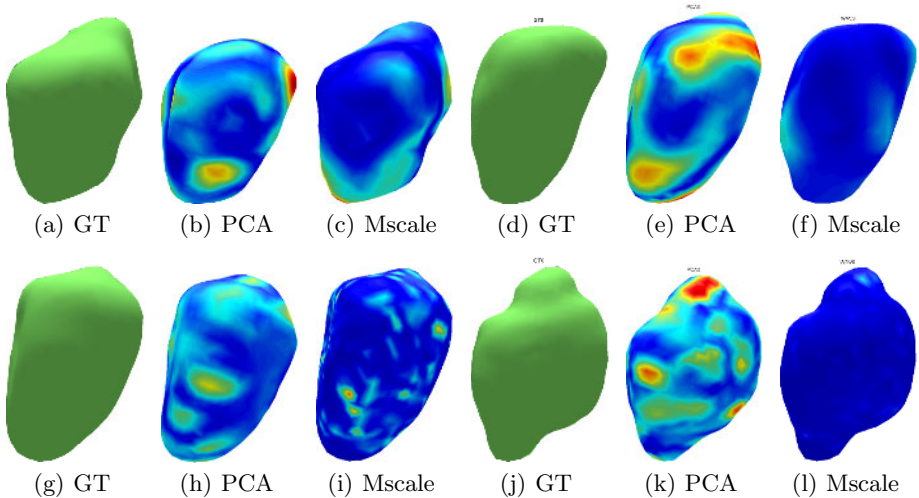 (a) GT (b) PCA (c) Mscale (d) GT (e) PCA (f) Mscale
(g) GT (h) PCA (i) Mscale (j) GT (k) PCA (l) Mscale